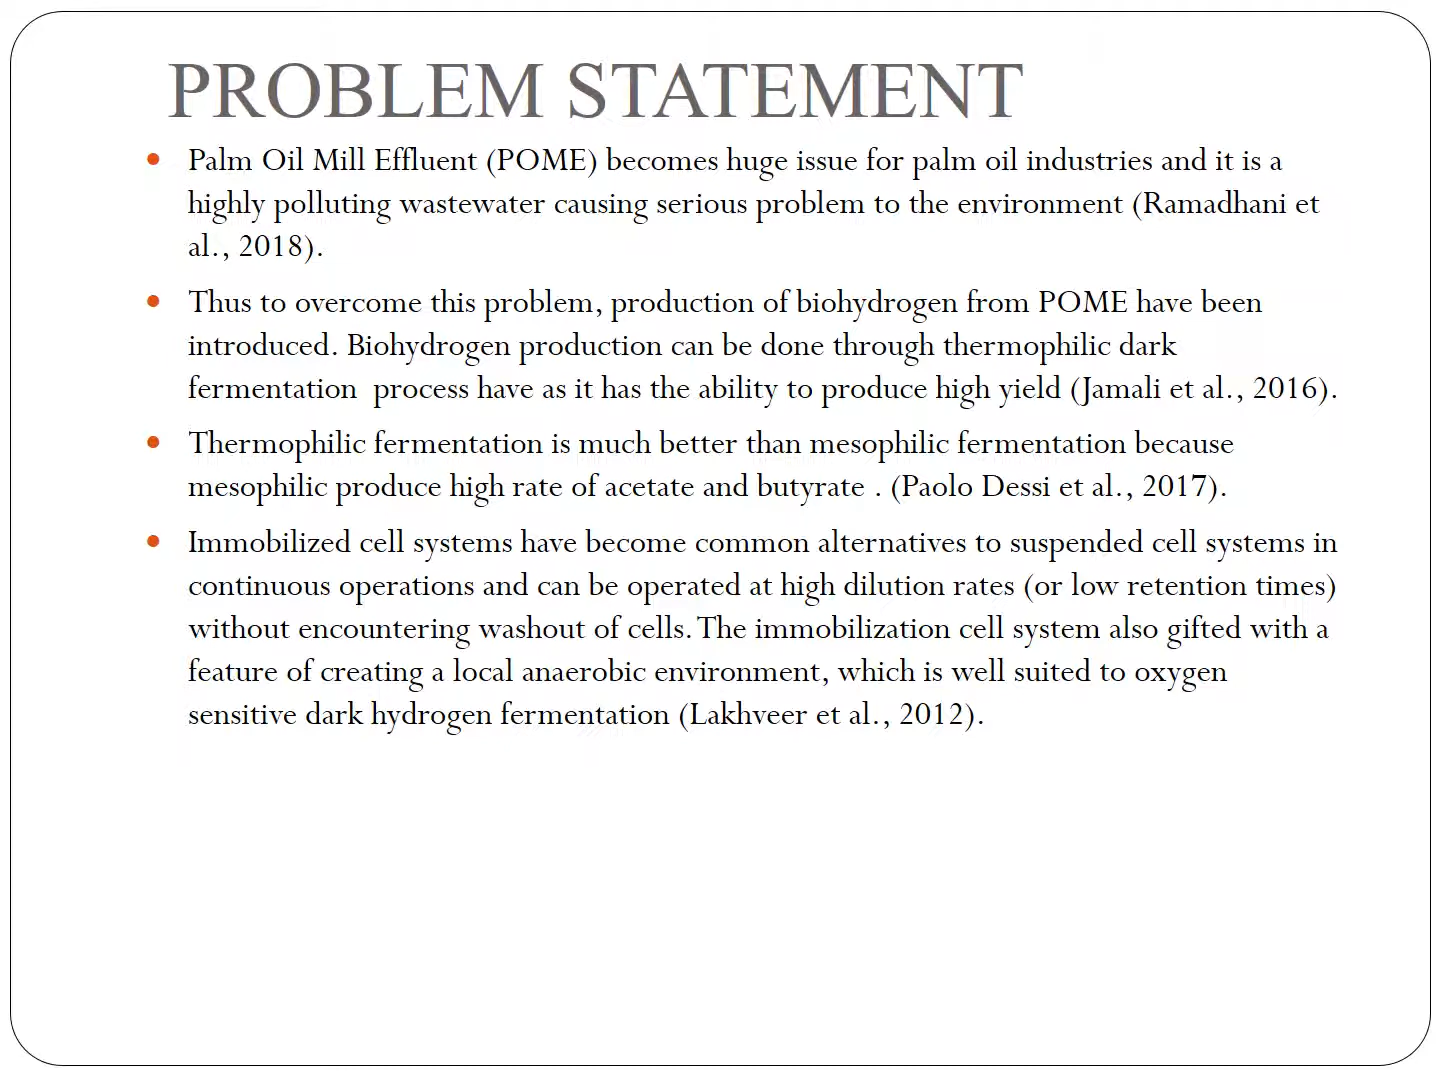 PROBLEM STATEMENT
• Palm Oil Mill Effluent (POME) becomes huge issue for palm oil industries and it is a
highly polluting wastewater causing serious problem to the environment (Ramadhani et
al., 2018).
• Thus to overcome this problem, production of biohydrogen from POME have been
introduced. Biohydrogen production can be done through thermophilic dark
fermentation  process have as it has the ability to produce high yield (Jamali et al., 2016).
• Thermophilic fermentation is much better than mesophilic fermentation because
mesophilic produce high rate of acetate and butyrate . (Paolo Dessi et al., 2017).
• Immobilized cell systems have become common alternatives to suspended cell systems in
continuous operations and can be operated at high dilution rates (or low retention times)
without encountering washout of cells. The immobilization cell system also gifted with a
feature of creating a local anaerobic environment, which is well suited to oxygen
sensitive dark hydrogen fermentation (Lakhveer et al., 2012).